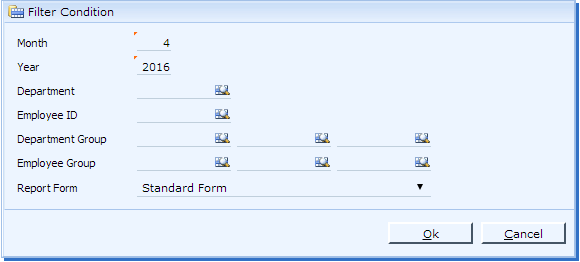 Filter Condition
Month 4
Year 2016
Department
Employee ID
Department Group
Employee Group
Report Form Standard Form
Ok Cancel